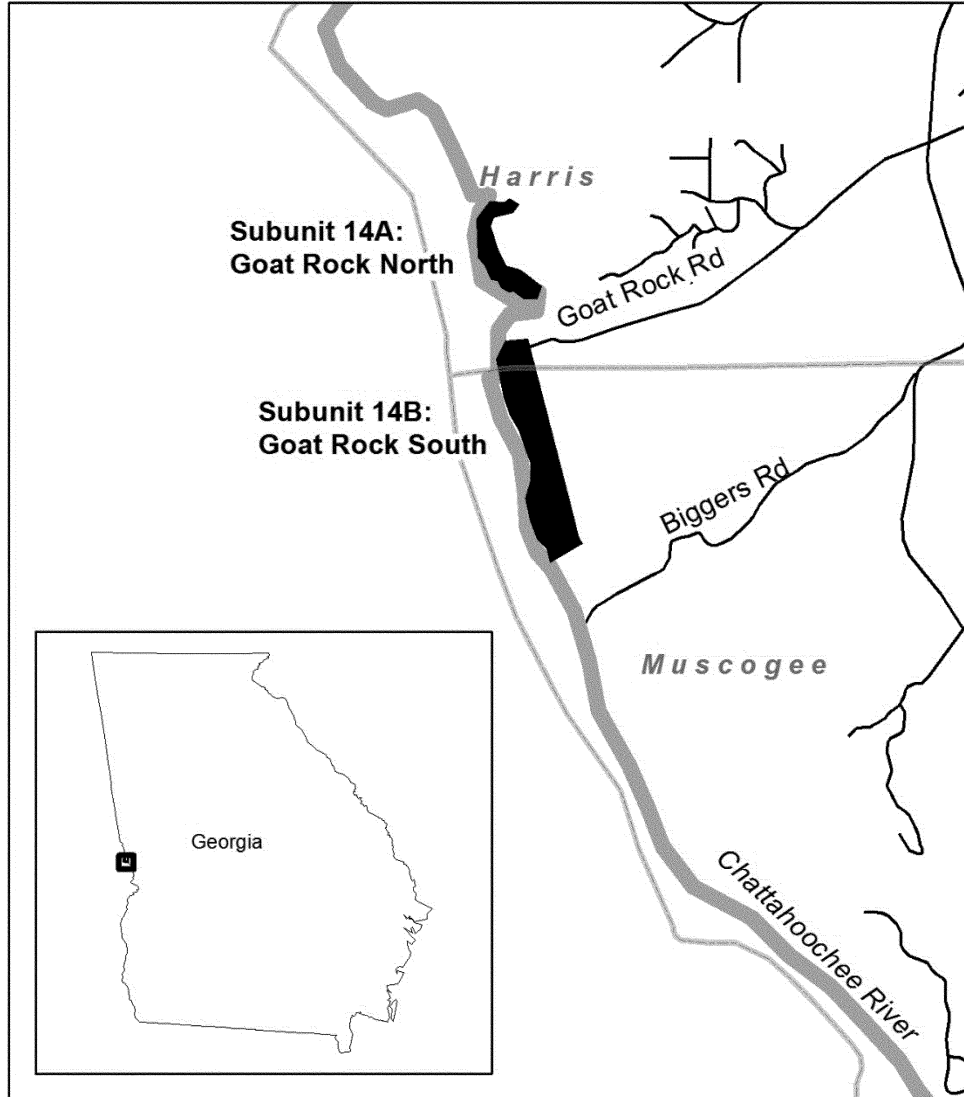 Harris
Subunit 14A:
Goat Rock North
Goat Rock Rd
Subunit 14B:
Goat Rock South
Biggers Rd
Muscogee
Georgia
Chattahoochee River